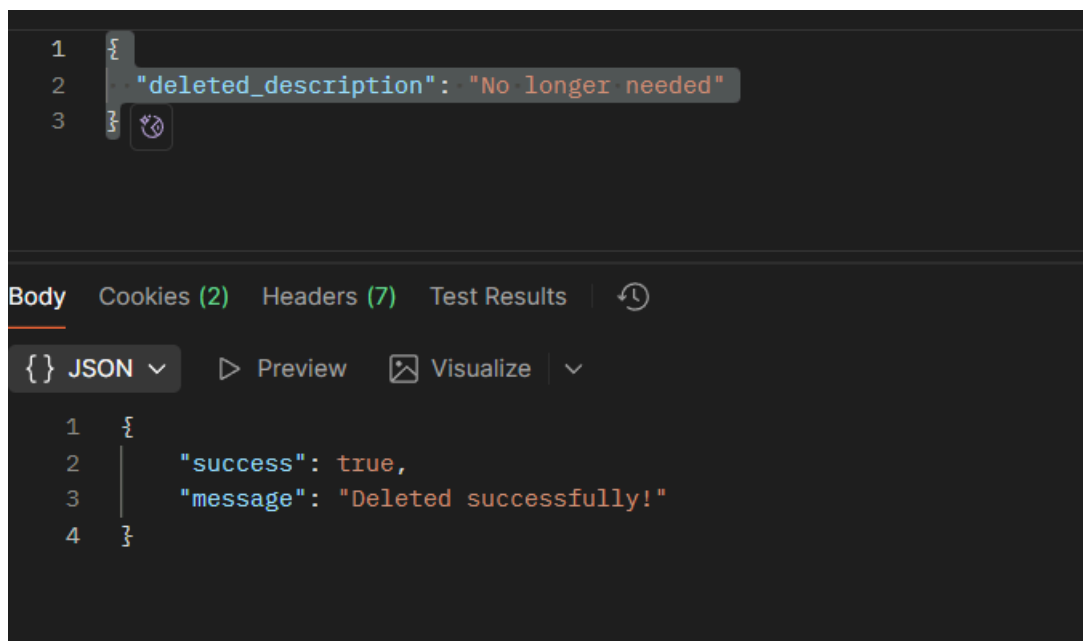 1 {
2 "deleted_description": "No longer needed"
3 }
Body Cookies (2) Headers (7) Test Results
{} JSON Preview Visualize
1 {
2 "success": true,
3 "message": "Deleted successfully!"
4 }